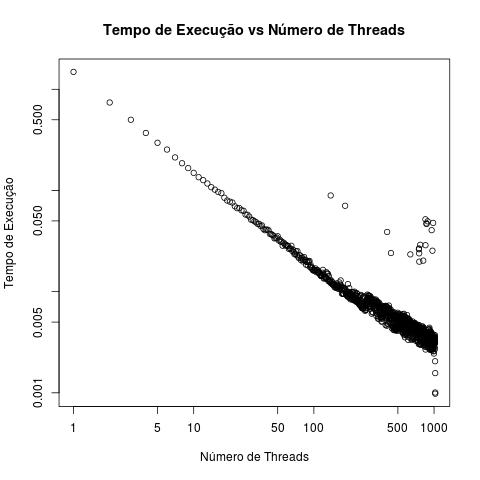 Tempo de Execução vs Número de Threads
Tempo de Execução
0.500
0.050
0.005
0.001
1 5 10 50 100 500 1000
Número de Threads